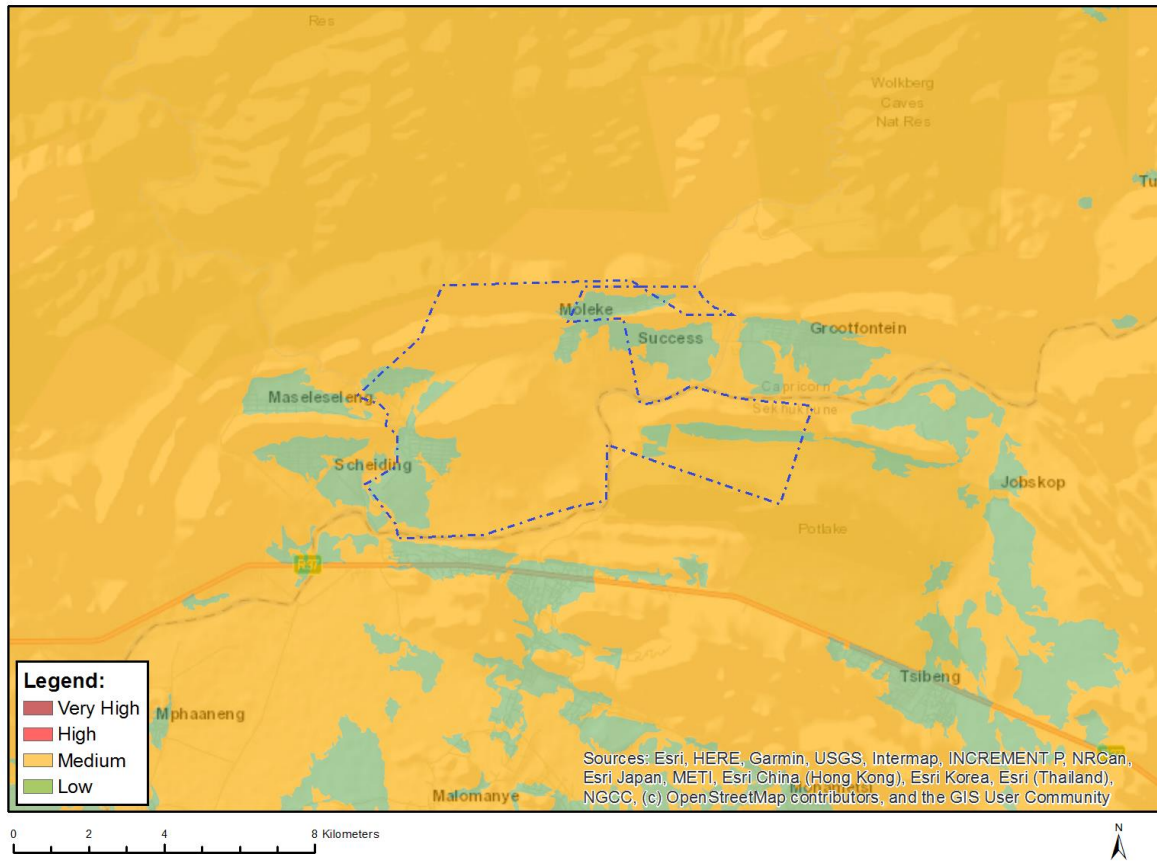 Res
Wolkberg
Caves
Nat Res
Tu
Moleke
Success
Grootfontein
Capricorn
Sekhukhune
Maseleseleng
Scheiding
Jobskop
Potlake
R37
Tsibeng
Mphaaneng
Malomanye
Legend:
Very High
High
Medium
Low
Sources: Esri, HERE, Garmin, USGS, Intermap, INCREMENT P, NRCan,
Esri Japan, METI, Esri China (Hong Kong), Esri Korea, Esri (Thailand),
NGCC, (c) OpenStreetMap contributors, and the GIS User Community
0 2 4 8 Kilometers
N